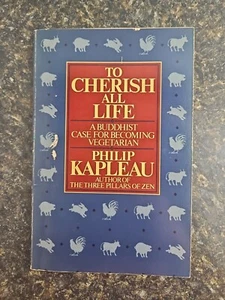 TO
CHERISH
ALL
LIFE
A BUDDHIST
CASE FOR BECOMING
VEGETARIAN
PHILIP
KAPLEAU
AUTHOR OF
THE THREE PILLARS OF ZEN